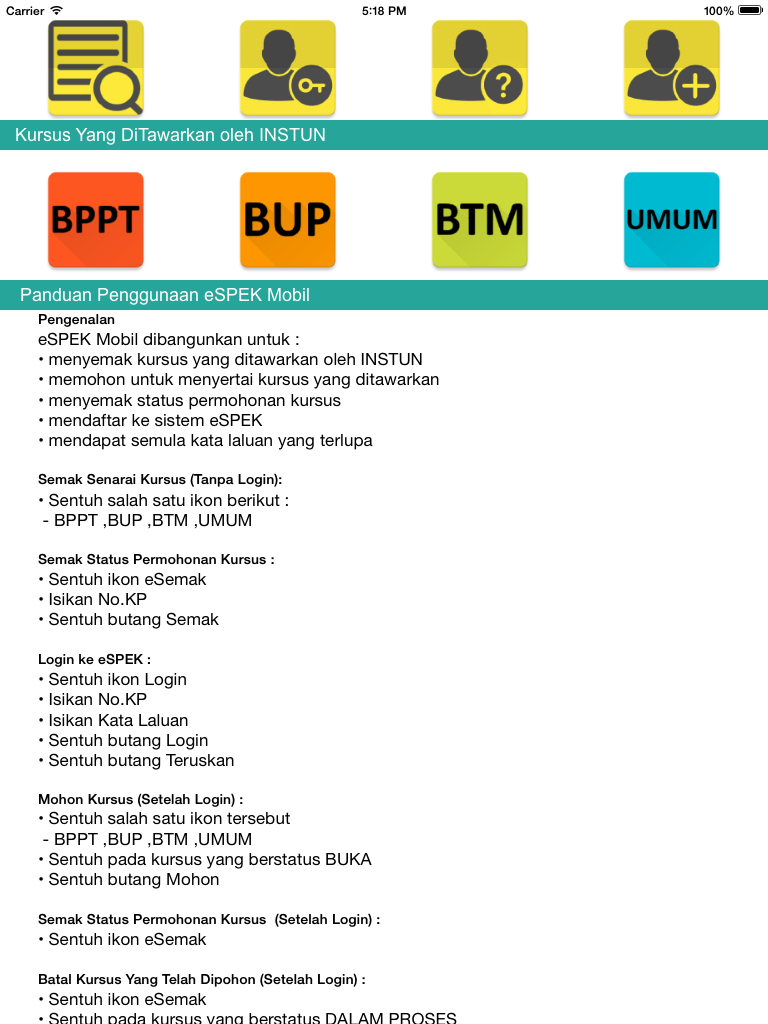 Carrier 5:18 PM 100%
Kursus Yang DiTawarkan oleh INSTUN
BPPT BUP BTM UMUM
Panduan Penggunaan eSPEK Mobil
Pengenalan
eSPEK Mobil dibangunkan untuk :
• menyemak kursus yang ditawarkan oleh INSTUN
• memohon untuk menyertai kursus yang ditawarkan
• menyemak status permohonan kursus
• mendaftar ke sistem eSPEK
• mendapat semula kata laluan yang terlupa
Semak Senarai Kursus (Tanpa Login):
• Sentuh salah satu ikon berikut :
- BPPT ,BUP ,BTM ,UMUM
Semak Status Permohonan Kursus :
• Sentuh ikon eSemak
• Isikan No.KP
• Sentuh butang Semak
Login ke eSPEK :
• Sentuh ikon Login
• Isikan No.KP
• Isikan Kata Laluan
• Sentuh butang Login
• Sentuh butang Teruskan
Mohon Kursus (Setelah Login) :
• Sentuh salah satu ikon tersebut
- BPPT ,BUP ,BTM ,UMUM
• Sentuh pada kursus yang berstatus BUKA
• Sentuh butang Mohon
Semak Status Permohonan Kursus  (Setelah Login) :
• Sentuh ikon eSemak
Batal Kursus Yang Telah Dipohon (Setelah Login) :
• Sentuh ikon eSemak
• Sentuh pada kursus yang berstatus DALAM PROSES